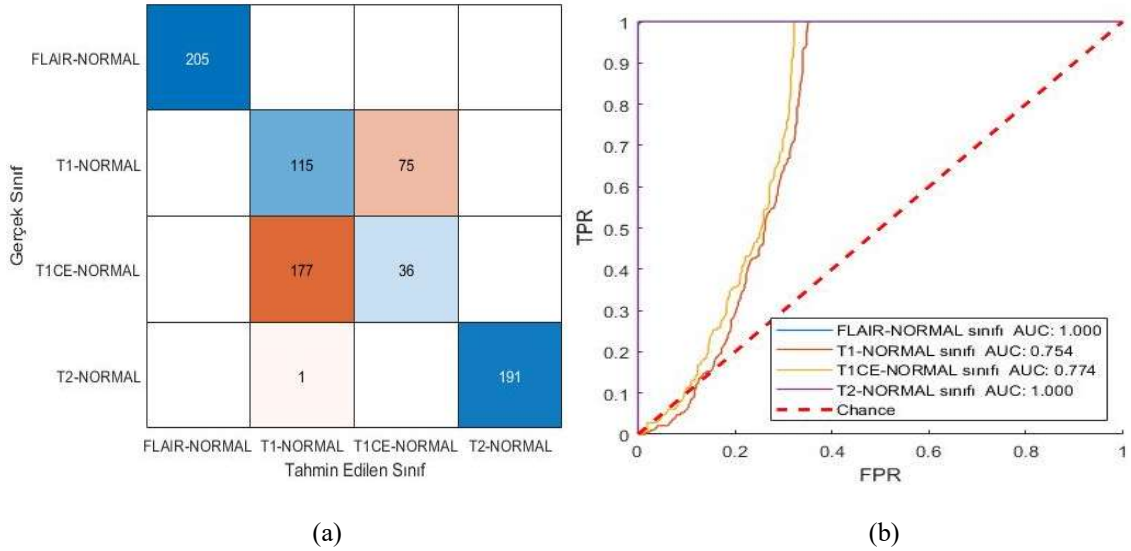 Gerçek Sınıf
FLAIR-NORMAL
205
T1-NORMAL
115 75
T1CE-NORMAL
177 36
T2-NORMAL
1 191
FLAIR-NORMAL T1-NORMAL T1CE-NORMAL T2-NORMAL
Tahmin Edilen Sınıf
(a)
TPR
1
0.9
0.8
0.7
0.6
0.5
0.4
0.3
0.2
0.1
0
0 0.2 0.4 0.6 0.8 1
FPR
FLAIR-NORMAL sınıfı AUC: 1.000
T1-NORMAL sınıfı AUC: 0.754
T1CE-NORMAL sınıfı AUC: 0.774
T2-NORMAL sınıfı AUC: 1.000
Chance
(b)